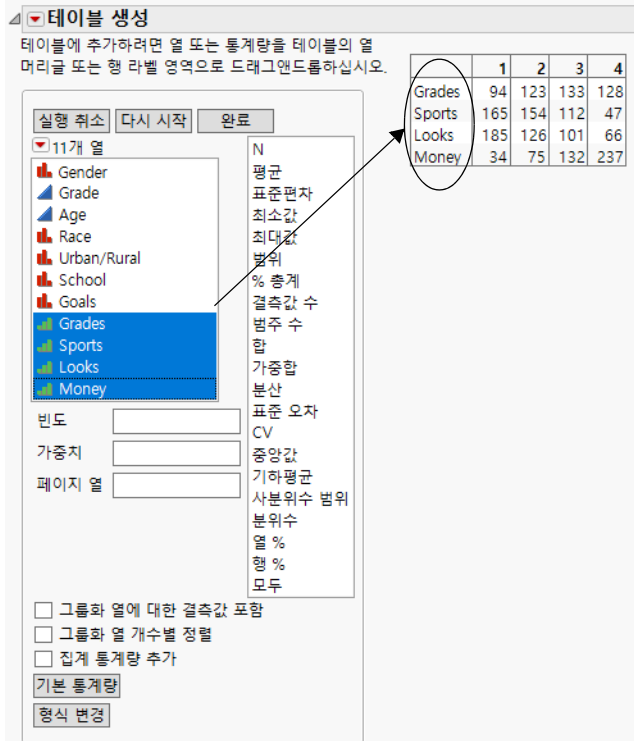 테이블 생성
테이블에 추가하려면 열 또는 통계량을 테이블의 열
머리글 또는 행 라벨 영역으로 드래그앤드롭하십시오.
1 2 3 4
Grades 94 123 133 128
Sports 165 154 112 47
Looks 185 126 101 66
Money 34 75 132 237
실행 취소 다시 시작 완료
11개 열
Gender
Grade
Age
Race
Urban/Rural
School
Goals
Grades
Sports
Looks
Money
N
평균
표준편차
최소값
최대값
범위
% 총계
결측값 수
범주 수
합
가중합
분산
표준 오차
CV
중앙값
기하평균
사분위수 범위
분위수
열 %
행 %
모두
빈도
가중치
페이지 열
그룹화 열에 대한 결측값 포함
그룹화 열 개수별 정렬
집계 통계량 추가
기본 통계량
형식 변경